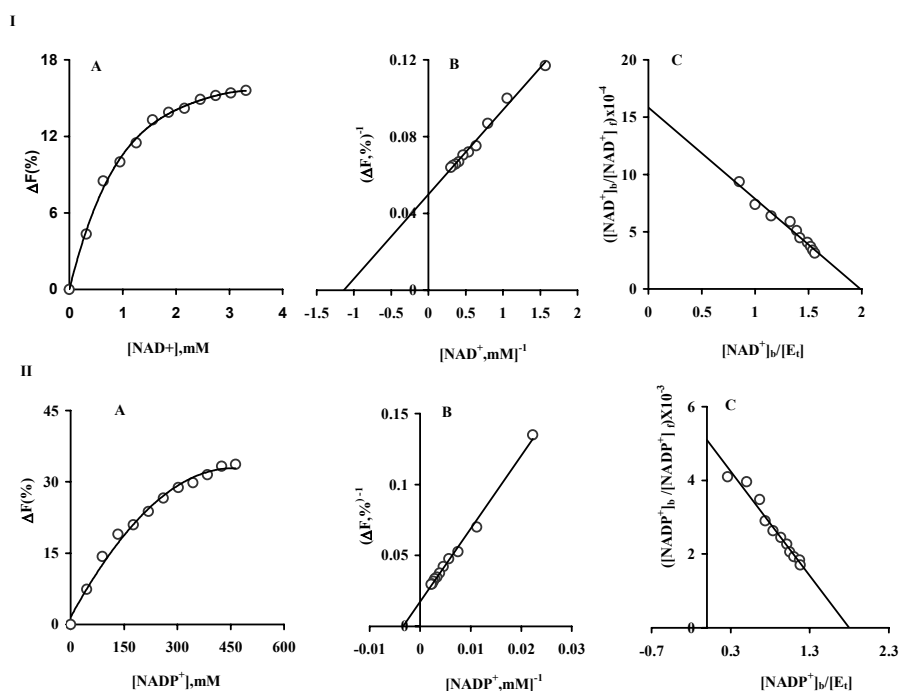 I
A
18
12
6
0
ΔF(%)
0 1 2 3 4
[NAD+],mM
B
0.12
0.08
0.04
0
(ΔF,%)-1
-1.5 -1 -0.5 0 0.5 1 1.5 2
[NAD+,mM]-1
C
20
15
10
5
0
([NAD+]b/[NAD+] f)x10-4
0 0.5 1 1.5 2
[NAD+]b/[Et]
II
A
45
30
15
0
ΔF(%)
0 150 300 450 600
[NADP+],mM
B
0.15
0.1
0.05
0
(ΔF,%) -1
-0.01 0 0.01 0.02 0.03
[NADP+,mM]-1
C
6
4
2
0
([NADP+]b /[NADP+] f)X10-3
-0.7 0.3 1.3 2.3
[NADP+]b/[Et]